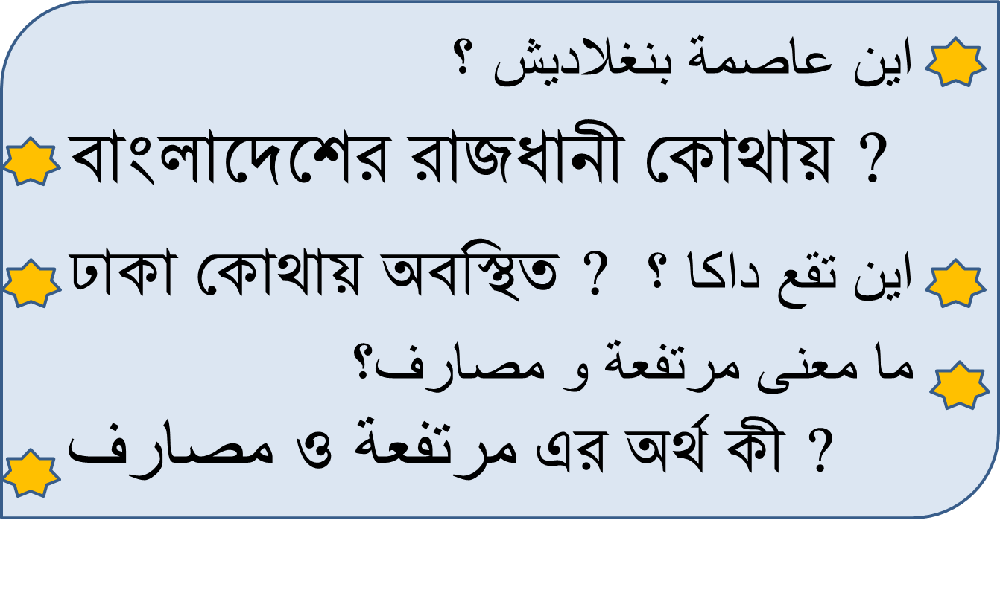 اين عاصمة بنغلاديش ؟
বাংলাদেশের রাজধানী কোথায় ?
ঢাকা কোথায় অবস্থিত ? اين تقع داكا ؟
ما معنى مرتفعة و مصارف؟
مصارف ও مرتفعة এর অর্থ কী ?